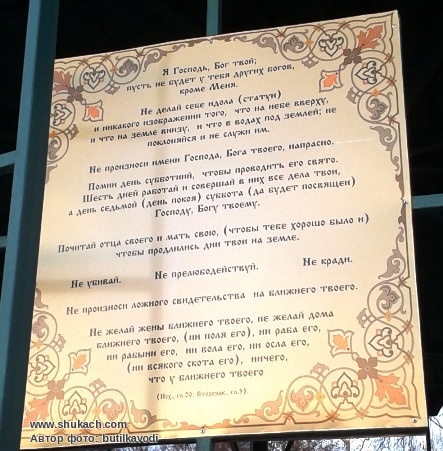 Я Господь, Бог твой;
пусть не будет у тебя других богов,
кроме Меня.
Не делай себе идола (статуи)
и никакого изображения того, что на небе вверху,
и что на земле внизу, и что в водах под землей; не
поклоняйся и не служи им.
Не произноси имени Господа, Бога твоего, напрасно.
Помни день субботний, чтобы проводить его свято.
Шесть дней работай и совершай в них все дела твои,
а день седьмой (день покоя) суббота (да будет посвящен)
Господу, Богу твоему.
Почитай отца своего и мать свою, (чтобы тебе хорошо было и)
чтобы продлились дни твои на земле.
Не убивай. Не прелюбодействуй. Не кради.
Не произноси ложного свидетельства на ближнего твоего.
Не желай жены ближнего твоего, не желай дома
ближнего твоего, (ни поля его), ни раба его,
ни рабыни его, ни вола его, ни осла его,
(ни всякого скота его), ничего,
что у ближнего твоего
(Исх. гл.20; Второзак. гл.5).
www.shukach.com
Автор фото: butilkavodi